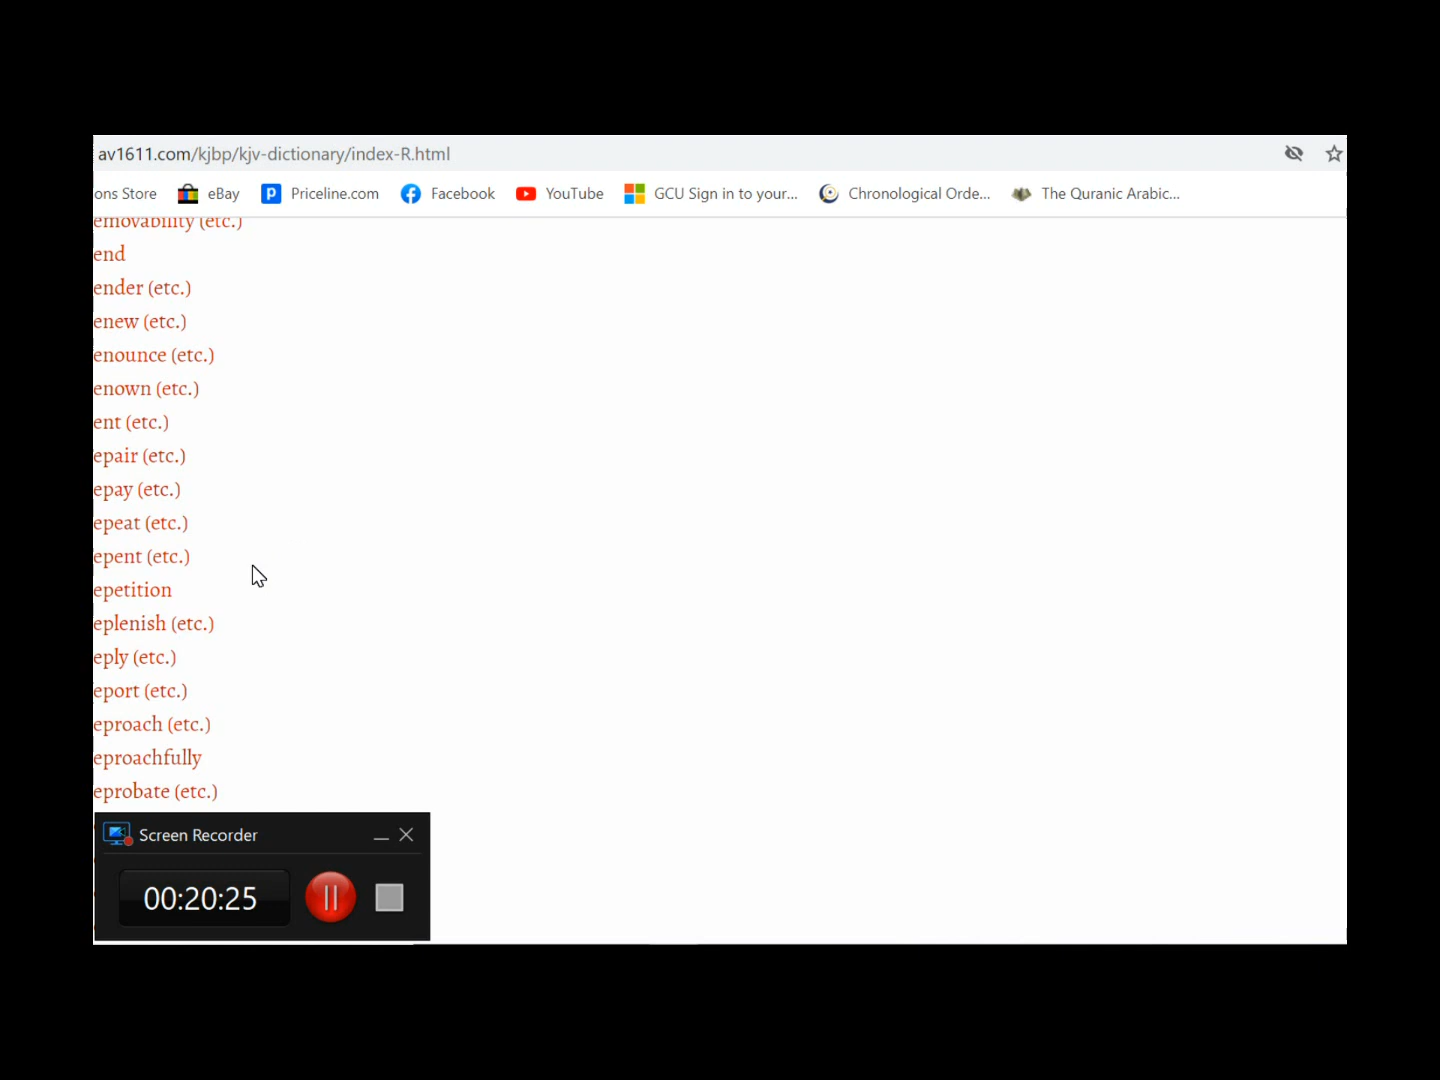 av1611.com/kjbp/kjv-dictionary/index-R.html
ons Store eBay Priceline.com Facebook YouTube GCU Sign in to your... Chronological Orde... The Quranic Arabic...
emovability (etc.)
end
ender (etc.)
enew (etc.)
enounce (etc.)
enown (etc.)
ent (etc.)
epair (etc.)
epay (etc.)
epeat (etc.)
epent (etc.)
epetition
eplenish (etc.)
eply (etc.)
eport (etc.)
eproach (etc.)
eproachfully
eprobate (etc.)
Screen Recorder
00:20:25